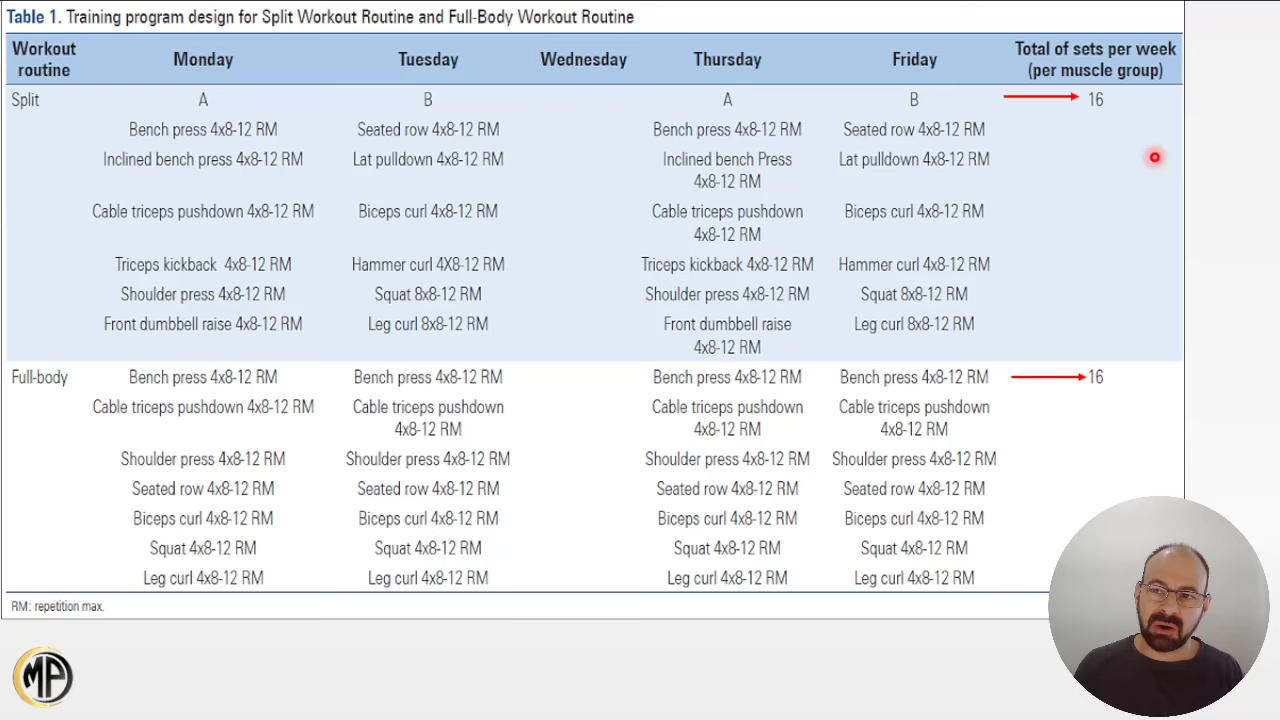 Table 1. Training program design for Split Workout Routine and Full-Body Workout Routine
Workout routine Monday Tuesday Wednesday Thursday Friday Total of sets per week (per muscle group)
Split A B A B 16
Bench press 4x8-12 RM Seated row 4x8-12 RM Bench press 4x8-12 RM Seated row 4x8-12 RM
Inclined bench press 4x8-12 RM Lat pulldown 4x8-12 RM Inclined bench Press 4x8-12 RM Lat pulldown 4x8-12 RM
Cable triceps pushdown 4x8-12 RM Biceps curl 4x8-12 RM Cable triceps pushdown 4x8-12 RM Biceps curl 4x8-12 RM
Triceps kickback 4x8-12 RM Hammer curl 4X8-12 RM Triceps kickback 4x8-12 RM Hammer curl 4x8-12 RM
Shoulder press 4x8-12 RM Squat 8x8-12 RM Shoulder press 4x8-12 RM Squat 8x8-12 RM
Front dumbbell raise 4x8-12 RM Leg curl 8x8-12 RM Front dumbbell raise 4x8-12 RM Leg curl 8x8-12 RM
Full-body Bench press 4x8-12 RM Bench press 4x8-12 RM Bench press 4x8-12 RM Bench press 4x8-12 RM 16
Cable triceps pushdown 4x8-12 RM Cable triceps pushdown 4x8-12 RM Cable triceps pushdown 4x8-12 RM Cable triceps pushdown 4x8-12 RM
Shoulder press 4x8-12 RM Shoulder press 4x8-12 RM Shoulder press 4x8-12 RM Shoulder press 4x8-12 RM
Seated row 4x8-12 RM Seated row 4x8-12 RM Seated row 4x8-12 RM Seated row 4x8-12 RM
Biceps curl 4x8-12 RM Biceps curl 4x8-12 RM Biceps curl 4x8-12 RM Biceps curl 4x8-12 RM
Squat 4x8-12 RM Squat 4x8-12 RM Squat 4x8-12 RM Squat 4x8-12 RM
Leg curl 4x8-12 RM Leg curl 4x8-12 RM Leg curl 4x8-12 RM Leg curl 4x8-12 RM
RM: repetition max.
MP